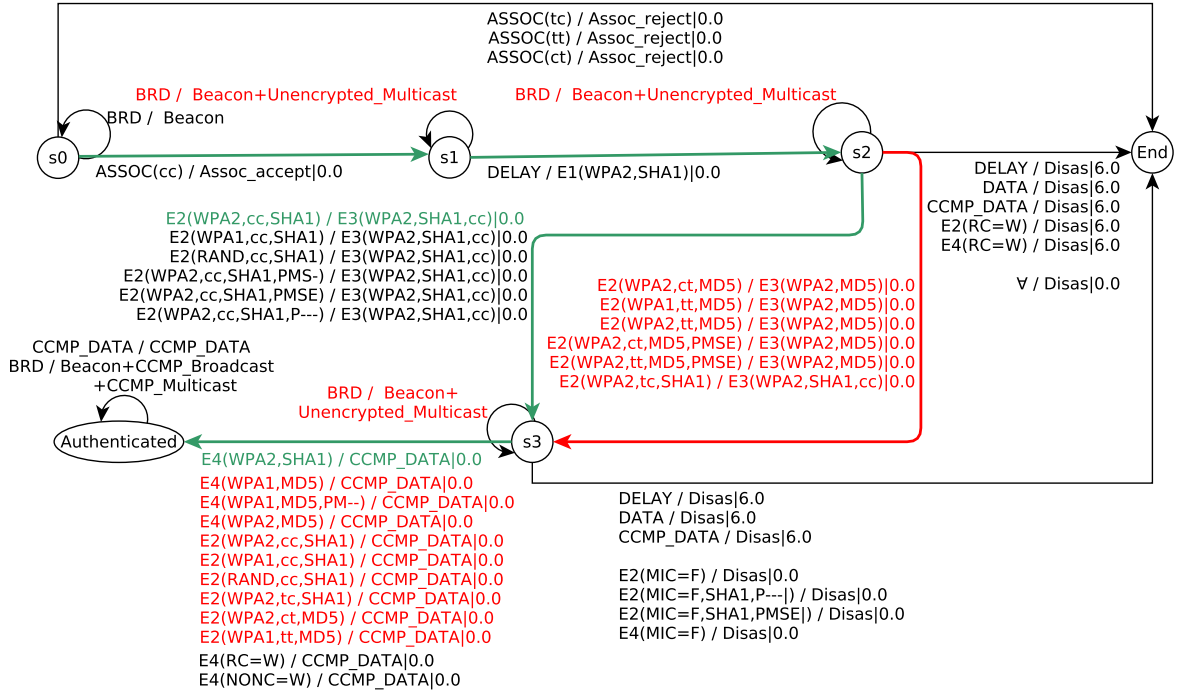 ASSOC(tc) / Assoc_reject|0.0
ASSOC(tt) / Assoc_reject|0.0
ASSOC(ct) / Assoc_reject|0.0
BRD /  Beacon+Unencrypted_Multicast
BRD /  Beacon+Unencrypted_Multicast
BRD /  Beacon
s0
s1
s2
End
ASSOC(cc) / Assoc_accept|0.0
DELAY / E1(WPA2,SHA1)|0.0
DELAY / Disas|6.0
DATA / Disas|6.0
CCMP_DATA / Disas|6.0
E2(RC=W) / Disas|6.0
E4(RC=W) / Disas|6.0
∀ / Disas|0.0
E2(WPA2,cc,SHA1) / E3(WPA2,SHA1,cc)|0.0
E2(WPA1,cc,SHA1) / E3(WPA2,SHA1,cc)|0.0
E2(RAND,cc,SHA1) / E3(WPA2,SHA1,cc)|0.0
E2(WPA2,cc,SHA1,PMS-) / E3(WPA2,SHA1,cc)|0.0
E2(WPA2,cc,SHA1,PMSE) / E3(WPA2,SHA1,cc)|0.0
E2(WPA2,cc,SHA1,P---) / E3(WPA2,SHA1,cc)|0.0
E2(WPA2,ct,MD5) / E3(WPA2,MD5)|0.0
E2(WPA1,tt,MD5) / E3(WPA2,MD5)|0.0
E2(WPA2,tt,MD5) / E3(WPA2,MD5)|0.0
E2(WPA2,ct,MD5,PMSE) / E3(WPA2,MD5)|0.0
E2(WPA2,tt,MD5,PMSE) / E3(WPA2,MD5)|0.0
E2(WPA2,tc,SHA1) / E3(WPA2,SHA1,cc)|0.0
CCMP_DATA / CCMP_DATA
BRD / Beacon+CCMP_Broadcast
+CCMP_Multicast
BRD /  Beacon+
Unencrypted_Multicast
Authenticated
s3
E4(WPA2,SHA1) / CCMP_DATA|0.0
E4(WPA1,MD5) / CCMP_DATA|0.0
E4(WPA1,MD5,PM--) / CCMP_DATA|0.0
E4(WPA2,MD5) / CCMP_DATA|0.0
E2(WPA2,cc,SHA1) / CCMP_DATA|0.0
E2(WPA1,cc,SHA1) / CCMP_DATA|0.0
E2(RAND,cc,SHA1) / CCMP_DATA|0.0
E2(WPA2,tc,SHA1) / CCMP_DATA|0.0
E2(WPA2,ct,MD5) / CCMP_DATA|0.0
E2(WPA1,tt,MD5) / CCMP_DATA|0.0
E4(RC=W) / CCMP_DATA|0.0
E4(NONC=W) / CCMP_DATA|0.0
DELAY / Disas|6.0
DATA / Disas|6.0
CCMP_DATA / Disas|6.0
E2(MIC=F) / Disas|0.0
E2(MIC=F,SHA1,P---|) / Disas|0.0
E2(MIC=F,SHA1,PMSE|) / Disas|0.0
E4(MIC=F) / Disas|0.0